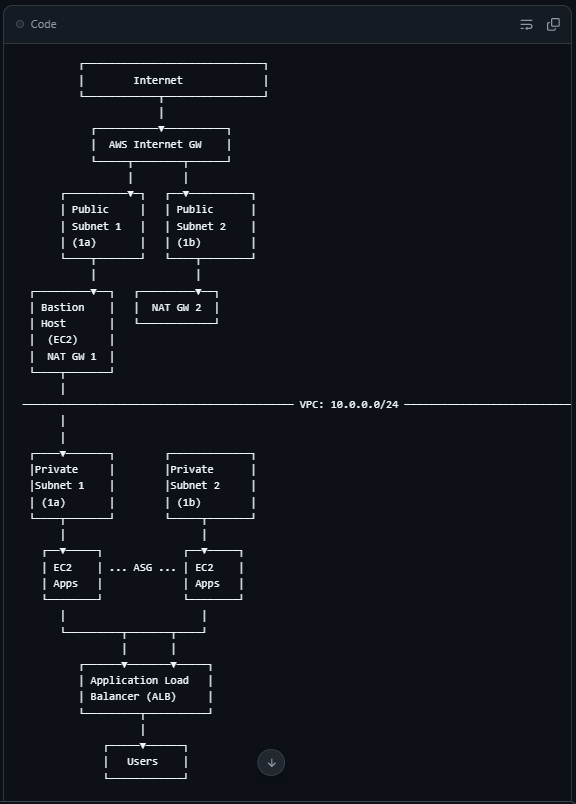 Code
Internet
AWS Internet GW
Public Public
Subnet 1 Subnet 2
(1a) (1b)
Bastion NAT GW 2
Host
(EC2)
NAT GW 1
VPC: 10.0.0.0/24
Private Private
Subnet 1 Subnet 2
(1a) (1b)
EC2 ... ASG ... EC2
Apps Apps
Application Load
Balancer (ALB)
Users